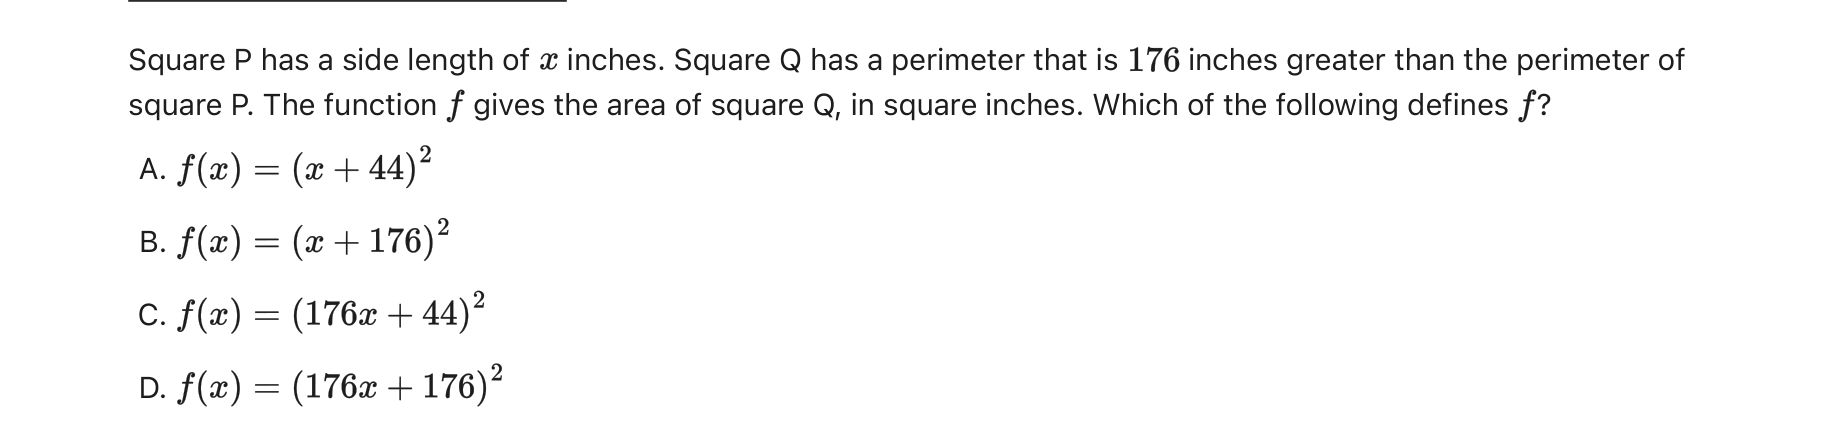 Square P has a side length of x inches. Square Q has a perimeter that is 176 inches greater than the perimeter of
square P. The function f gives the area of square Q, in square inches. Which of the following defines f?
A. f(x) = (x + 44)²
B. f(x) = (x + 176)²
C. f(x) = (176x + 44)²
D. f(x) = (176x + 176)²